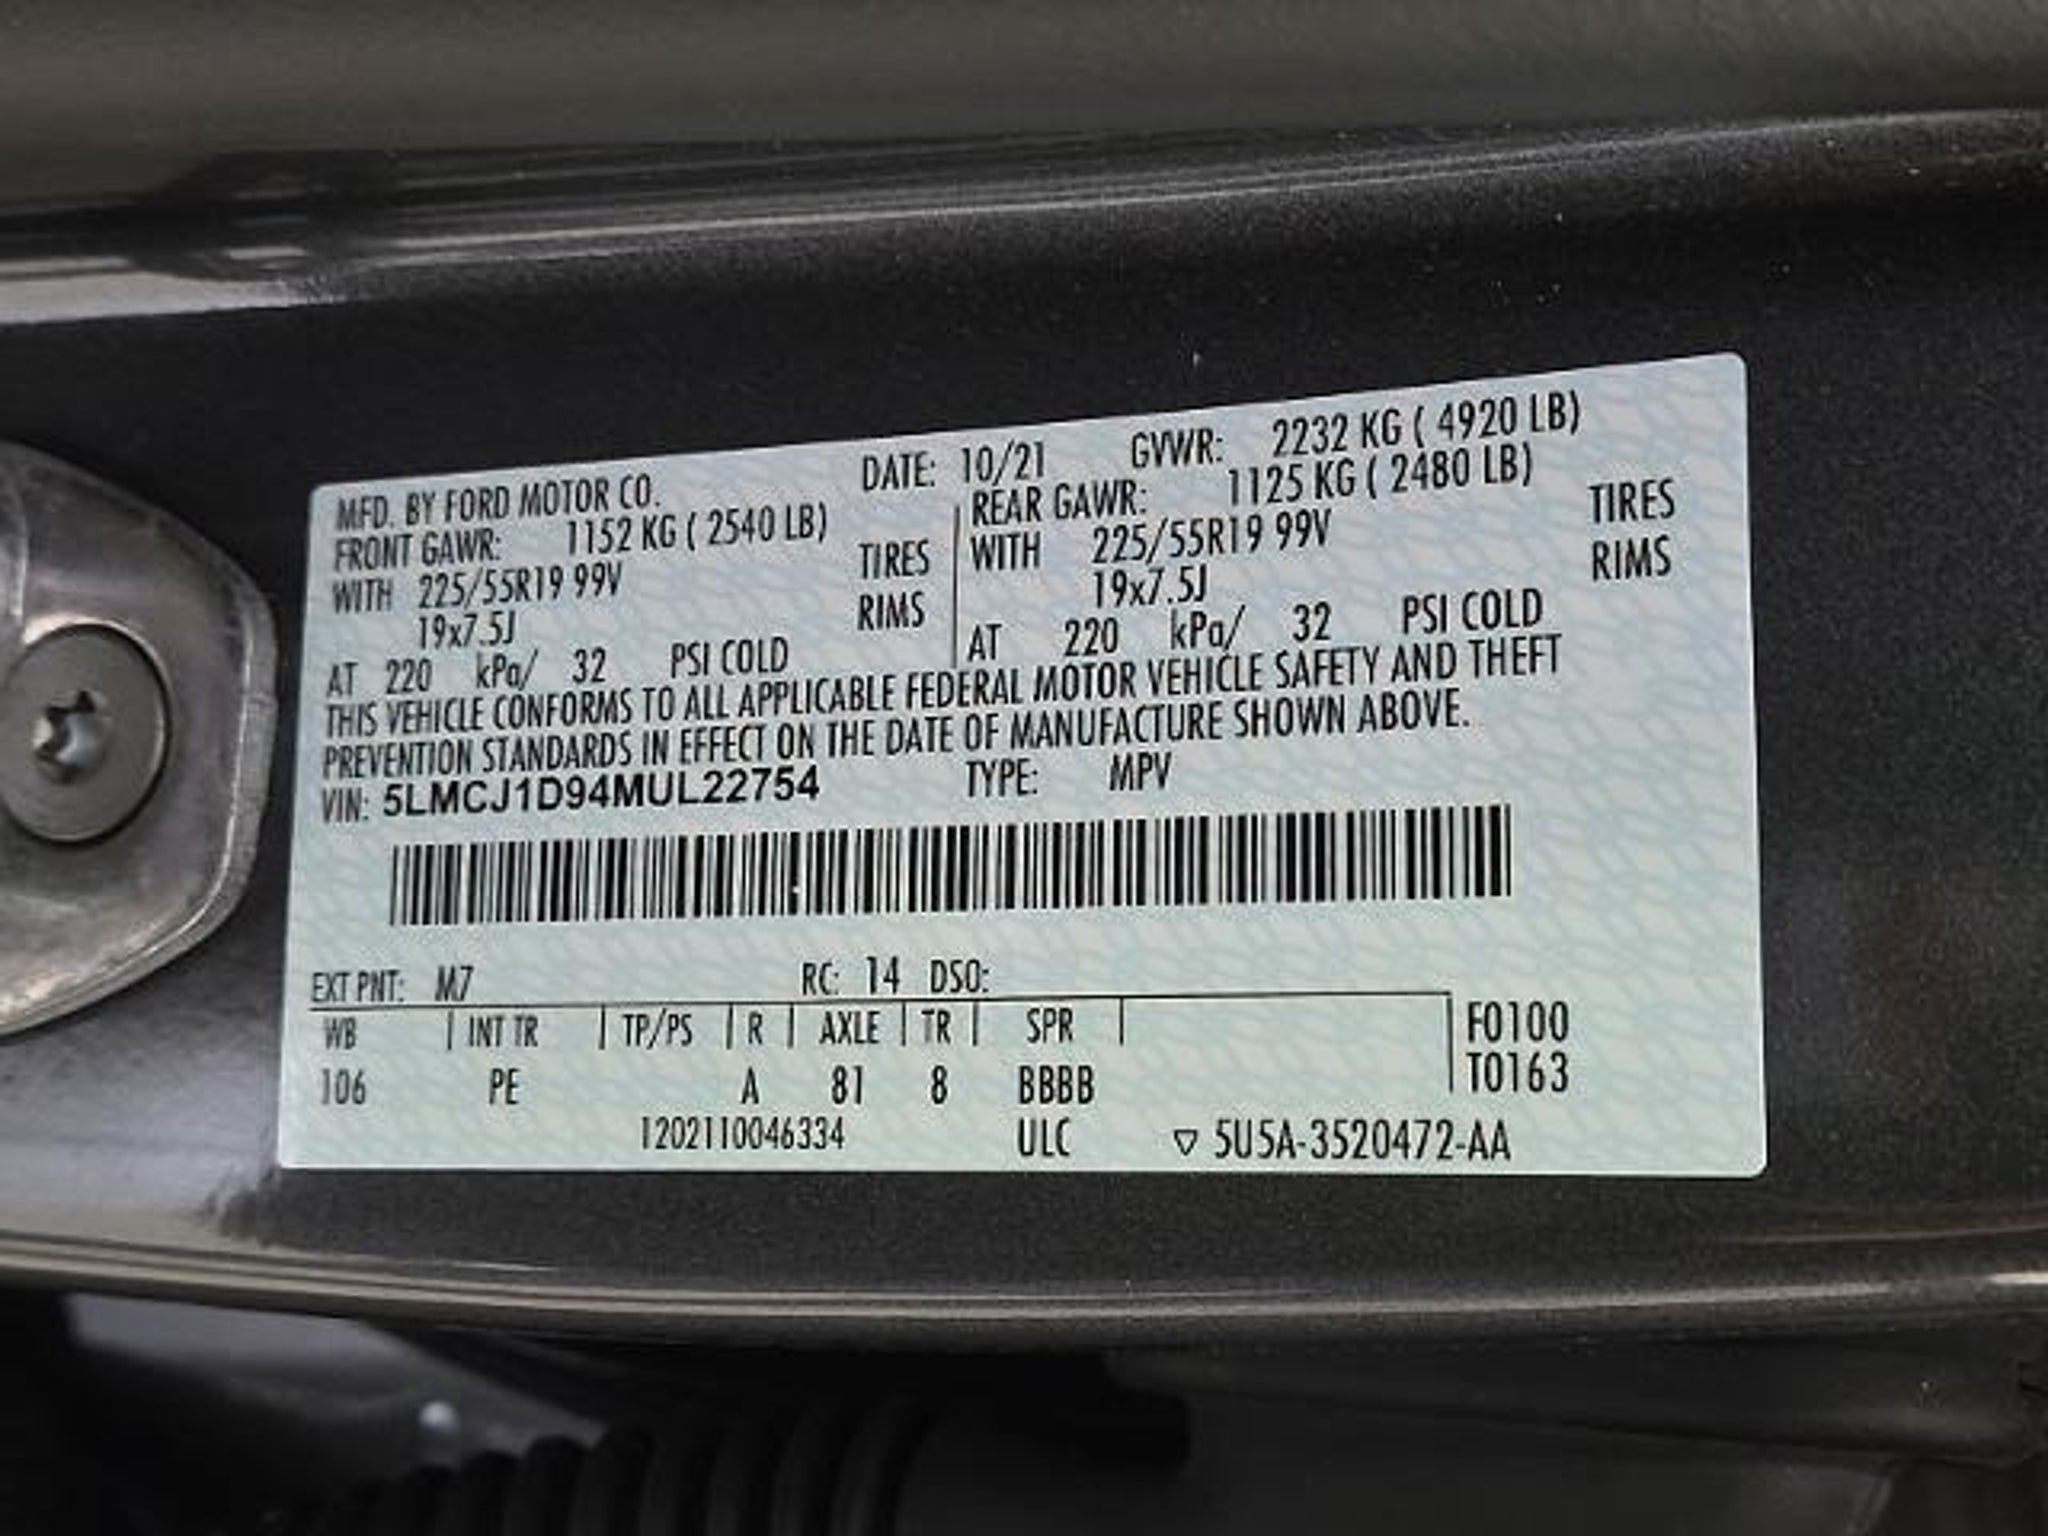 MFD. BY FORD MOTOR CO. DATE: 10/21 GVWR: 2232 KG ( 4920 LB)
FRONT GAWR: 1152 KG ( 2540 LB) REAR GAWR: 1125 KG ( 2480 LB)
WITH 225/55R19 99V TIRES WITH 225/55R19 99V TIRES
19x7.5J RIMS 19x7.5J RIMS
AT 220 kPa/ 32 PSI COLD AT 220 kPa/ 32 PSI COLD
THIS VEHICLE CONFORMS TO ALL APPLICABLE FEDERAL MOTOR VEHICLE SAFETY AND THEFT
PREVENTION STANDARDS IN EFFECT ON THE DATE OF MANUFACTURE SHOWN ABOVE.
VIN: 5LMCJ1D94MUL22754 TYPE: MPV
EXT PNT: M7 RC: 14 DSO:
WB INT TR TP/PS R AXLE TR SPR F0100
106 PE A 81 8 BBBB T0163
1202110046334 ULC ▽ 5U5A-3520472-AA